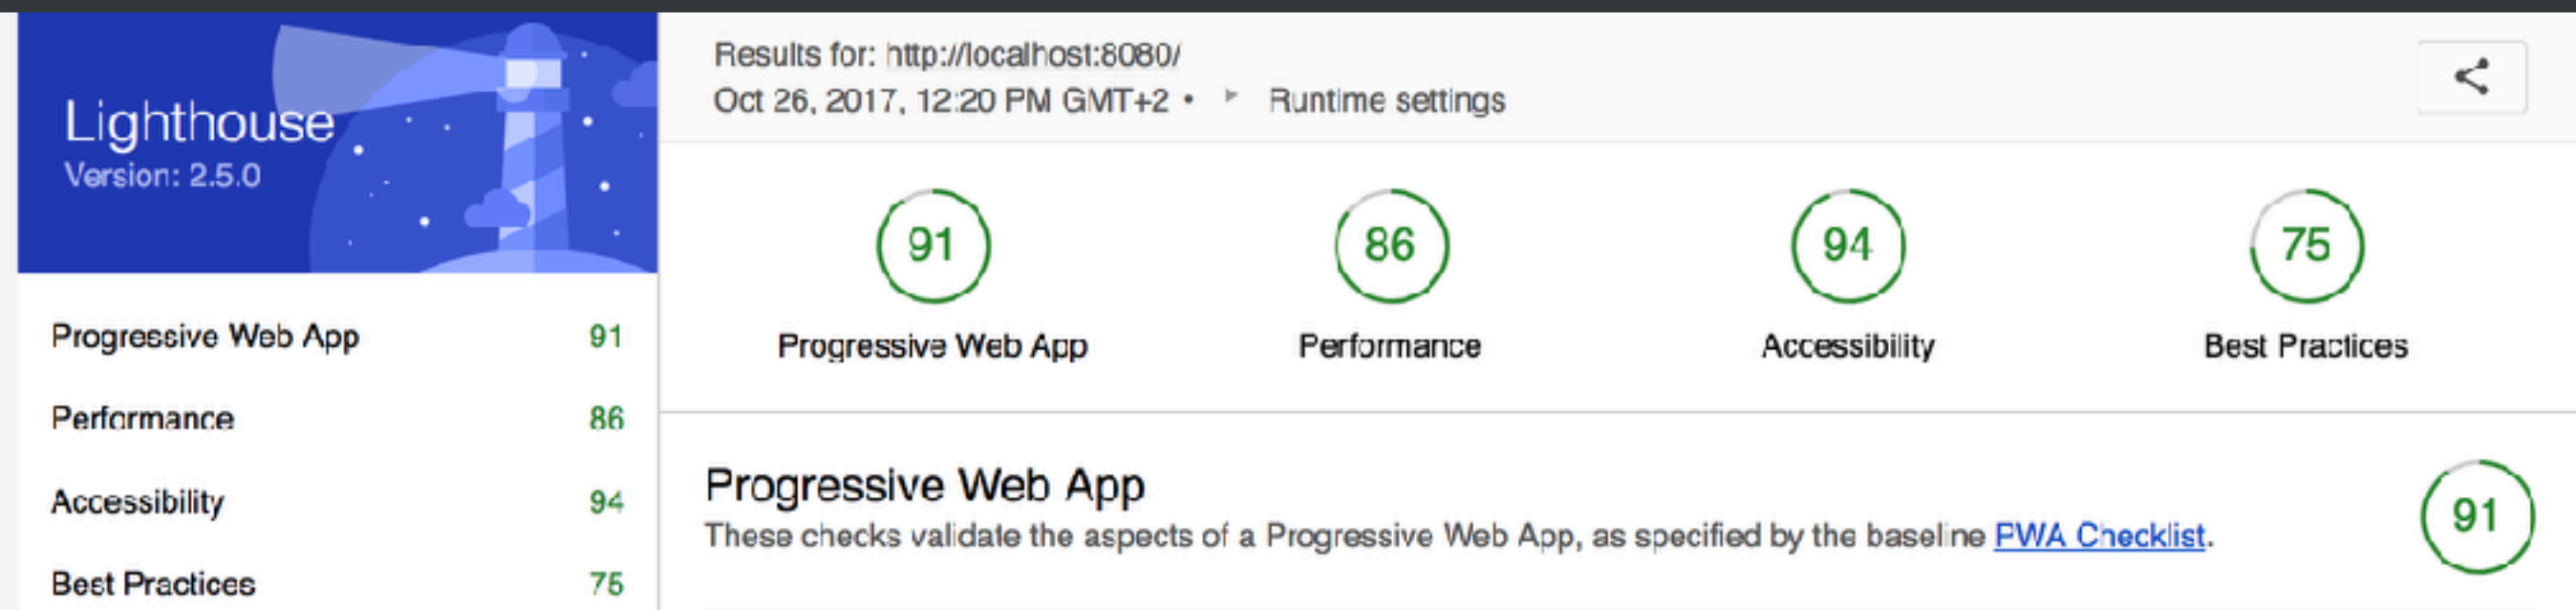 Lighthouse
Version: 2.5.0
Progressive Web App 91
Performance 86
Accessibility 94
Best Practices 75
Results for: http://localhost:8080/
Oct 26, 2017, 12:20 PM GMT+2 • ▸ Runtime settings
91 86 94 75
Progressive Web App Performance Accessibility Best Practices
Progressive Web App
These checks validate the aspects of a Progressive Web App, as specified by the baseline PWA Checklist.
91